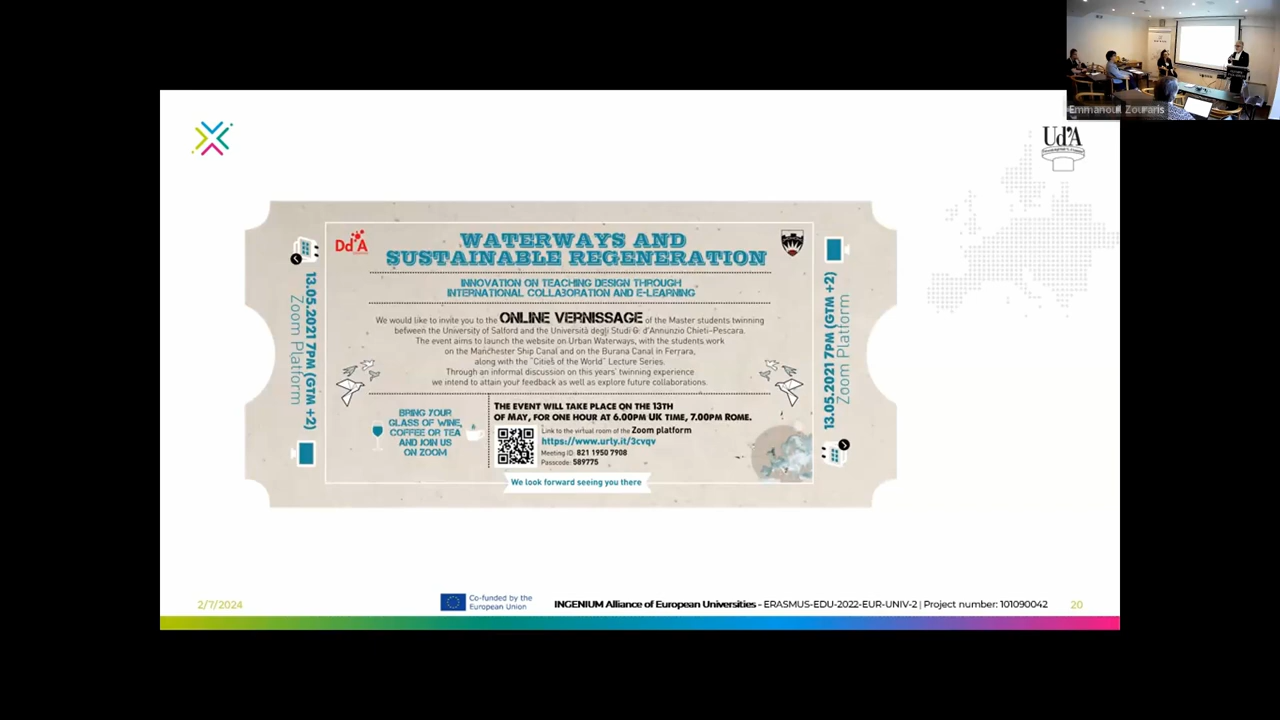 Emmanouil Zouraris
Ud'A
Dd'A
WATERWAYS AND
SUSTAINABLE REGENERATION
INNOVATION ON TEACHING DESIGN THROUGH
INTERNATIONAL COLLABORATION AND E-LEARNING
We would like to invite you to the ONLINE VERNISSAGE of the Master students twinning
between the University of Salford and the Università degli Studi G. d'Annunzio Chieti-Pescara.
The event aims to launch the website on Urban Waterways, with the students work
on the Manchester Ship Canal and on the Burana Canal in Ferrara,
along with the "Cities of the World" Lecture Series.
Through an informal discussion on this years' twinning experience
we intend to attain your feedback as well as explore future collaborations.
13.05.2021 7PM (GTM +2)
Zoom Platform
13.05.2021 7PM (GTM +2)
Zoom Platform
BRING YOUR
GLASS OF WINE,
COFFEE OR TEA
AND JOIN US
ON ZOOM
THE EVENT WILL TAKE PLACE ON THE 13TH
OF MAY, FOR ONE HOUR AT 6.00PM UK TIME, 7.00PM ROME.
Link to the virtual room of the Zoom platform
https://www.urly.it/3cvqv
Meeting ID: 821 1950 7908
Passcode: 589775
We look forward seeing you there
2/7/2024
Co-funded by the
European Union
INGENIUM Alliance of European Universities - ERASMUS-EDU-2022-EUR-UNIV-2 | Project number: 101090042
20